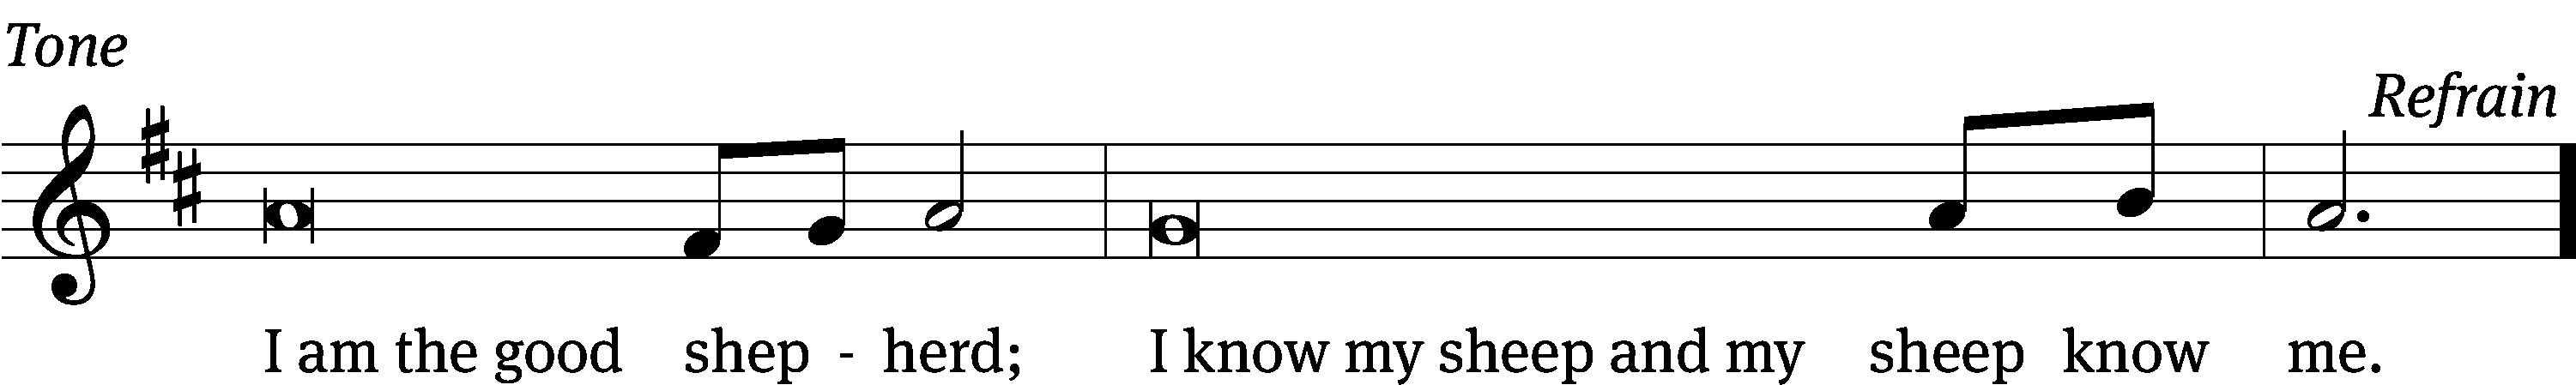 Tone
Refrain
I am the good shep - herd; I know my sheep and my sheep know me.